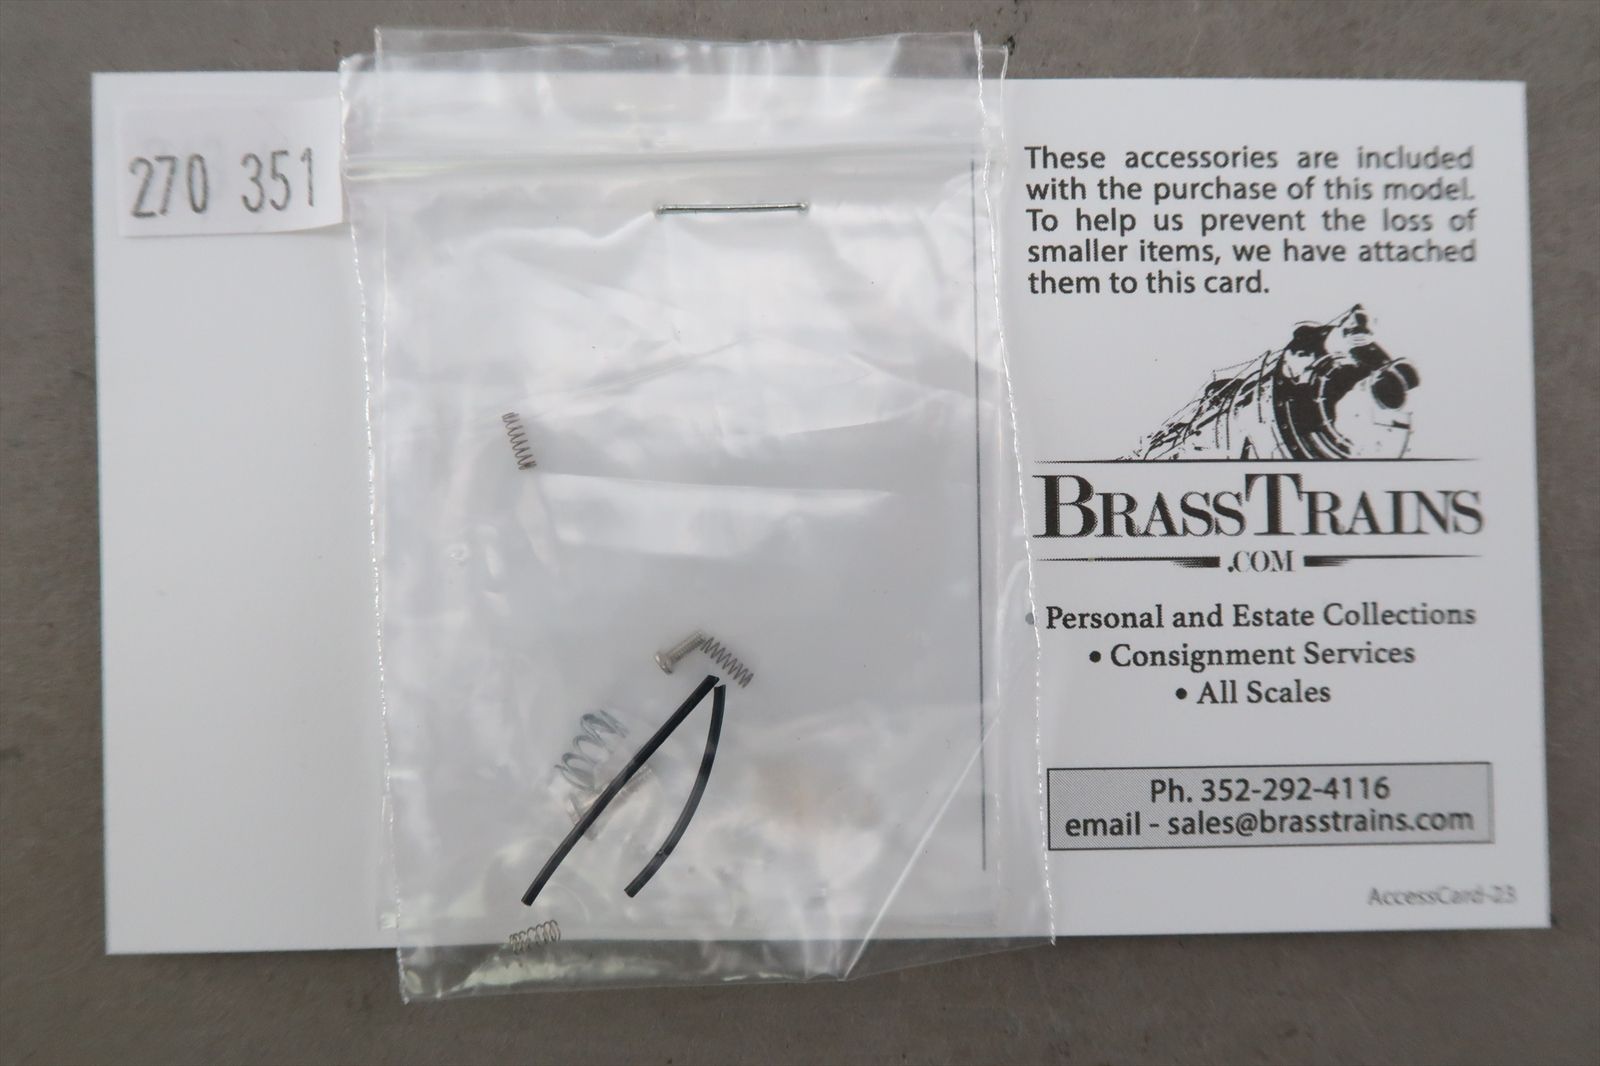 270 351
These accessories are included
with the purchase of this model.
To help us prevent the loss of
smaller items, we have attached
them to this card.
BRASSTRAINS
.COM
• Personal and Estate Collections
• Consignment Services
• All Scales
Ph. 352-292-4116
email - sales@brasstrains.com
AccessCard-23